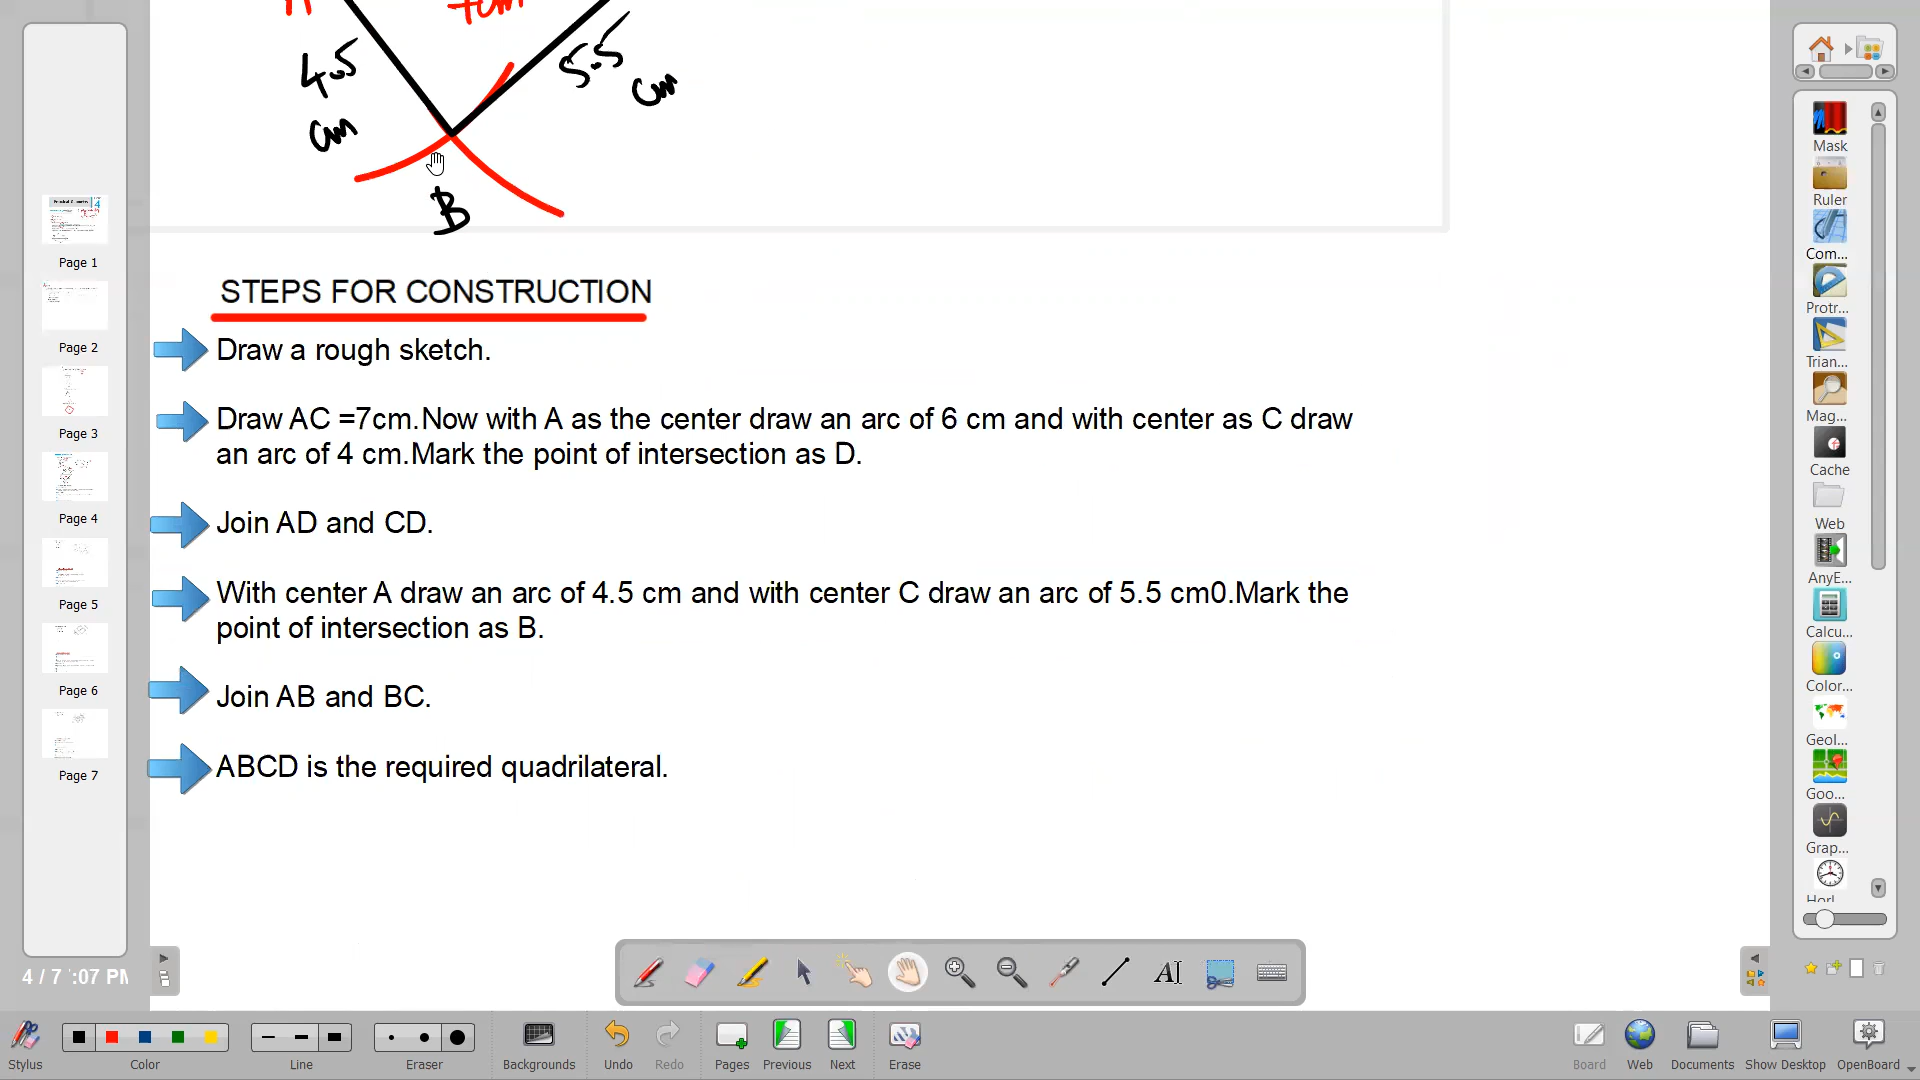 7cm
4.5
cm
5.5
cm
B
STEPS FOR CONSTRUCTION
Draw a rough sketch.
Draw AC =7cm.Now with A as the center draw an arc of 6 cm and with center as C draw
an arc of 4 cm.Mark the point of intersection as D.
Join AD and CD.
With center A draw an arc of 4.5 cm and with center C draw an arc of 5.5 cm0.Mark the
point of intersection as B.
Join AB and BC.
ABCD is the required quadrilateral.
4
Page 1
Page 2
Page 3
Page 4
Page 5
Page 6
Page 7
4 / 7 :07 PM
Mask
Ruler
Com...
Protr...
Trian...
Mag...
Cache
Web
AnyE...
Calcu...
Color...
Geol...
Goo...
Grap...
Stylus
Color
Line
Eraser
Backgrounds
Undo
Redo
Pages
Previous
Next
Erase
Board
Web
Documents
Show Desktop
OpenBoard